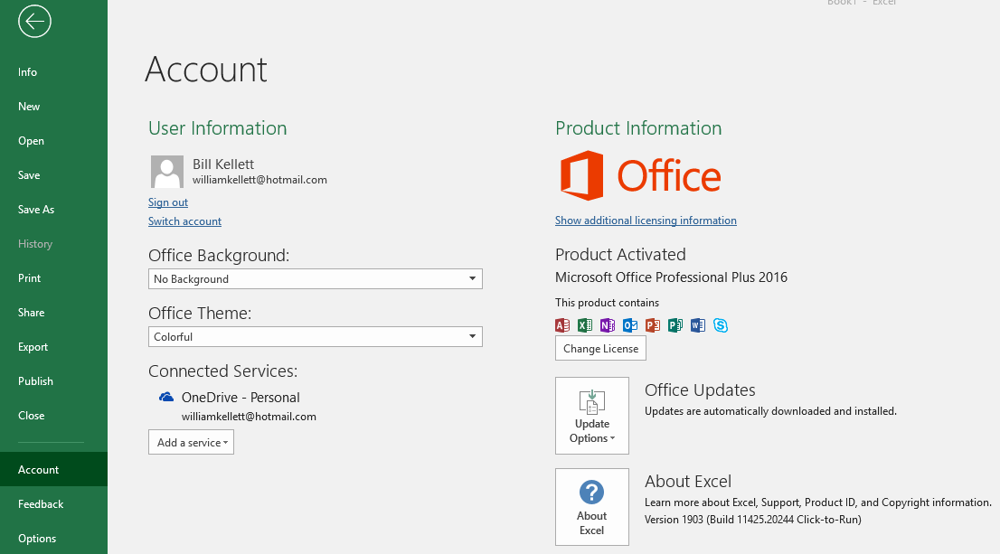 Book1 - Excel
Info
New
Open
Save
Save As
History
Print
Share
Export
Publish
Close
Account
Feedback
Options
Account
User Information
Bill Kellett
williamkellett@hotmail.com
Sign out
Switch account
Office Background:
No Background
Office Theme:
Colorful
Connected Services:
OneDrive - Personal
williamkellett@hotmail.com
Add a service
Product Information
Office
Show additional licensing information
Product Activated
Microsoft Office Professional Plus 2016
This product contains
Change License
Update
Options
Office Updates
Updates are automatically downloaded and installed.
?
About
Excel
About Excel
Learn more about Excel, Support, Product ID, and Copyright information.
Version 1903 (Build 11425.20244 Click-to-Run)